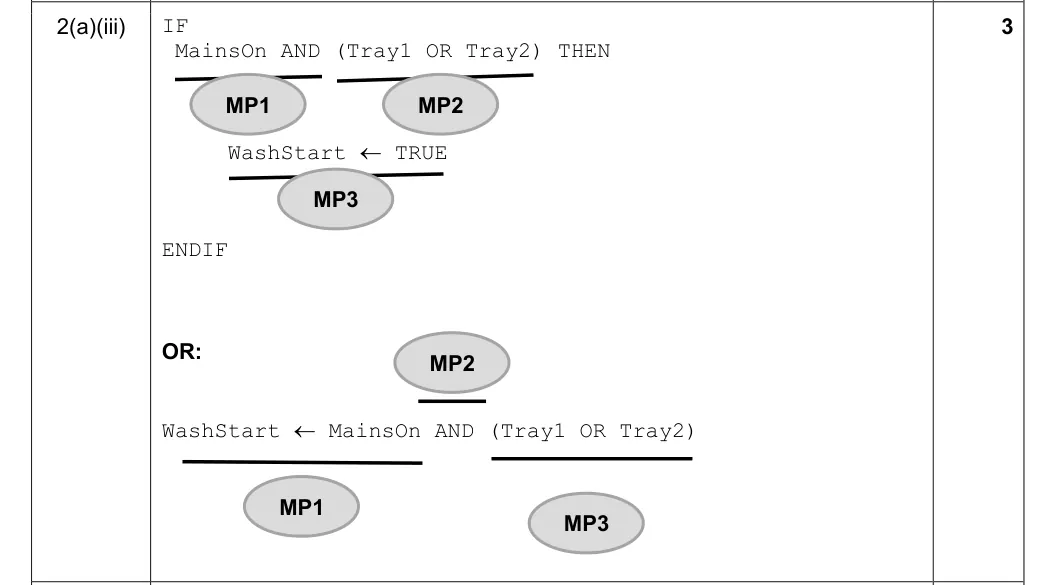 2(a)(iii) IF 3
MainsOn AND (Tray1 OR Tray2) THEN
MP1 MP2
WashStart ← TRUE
MP3
ENDIF
OR:
MP2
WashStart ← MainsOn AND (Tray1 OR Tray2)
MP1
MP3